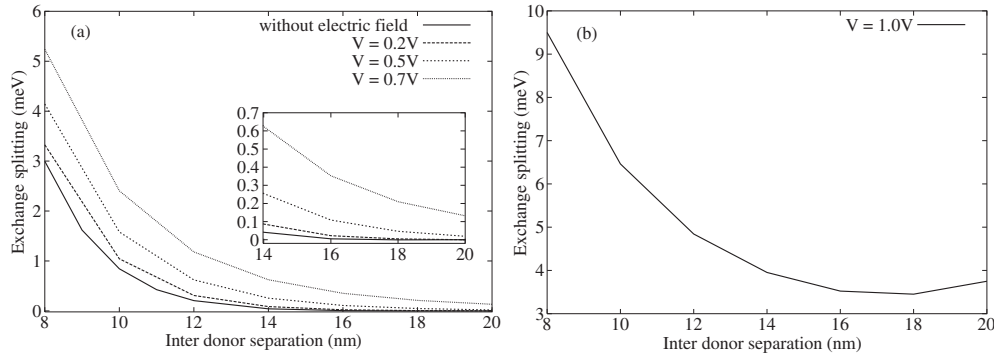 (a)
without electric field
V = 0.2V
V = 0.5V
V = 0.7V
Exchange splitting (meV)
6
5
4
3
2
1
0
8 10 12 14 16 18 20
Inter donor separation (nm)
0.7
0.6
0.5
0.4
0.3
0.2
0.1
0
14 16 18 20
(b)
V = 1.0V
Exchange splitting (meV)
10
9
8
7
6
5
4
3
8 10 12 14 16 18 20
Inter donor separation (nm)